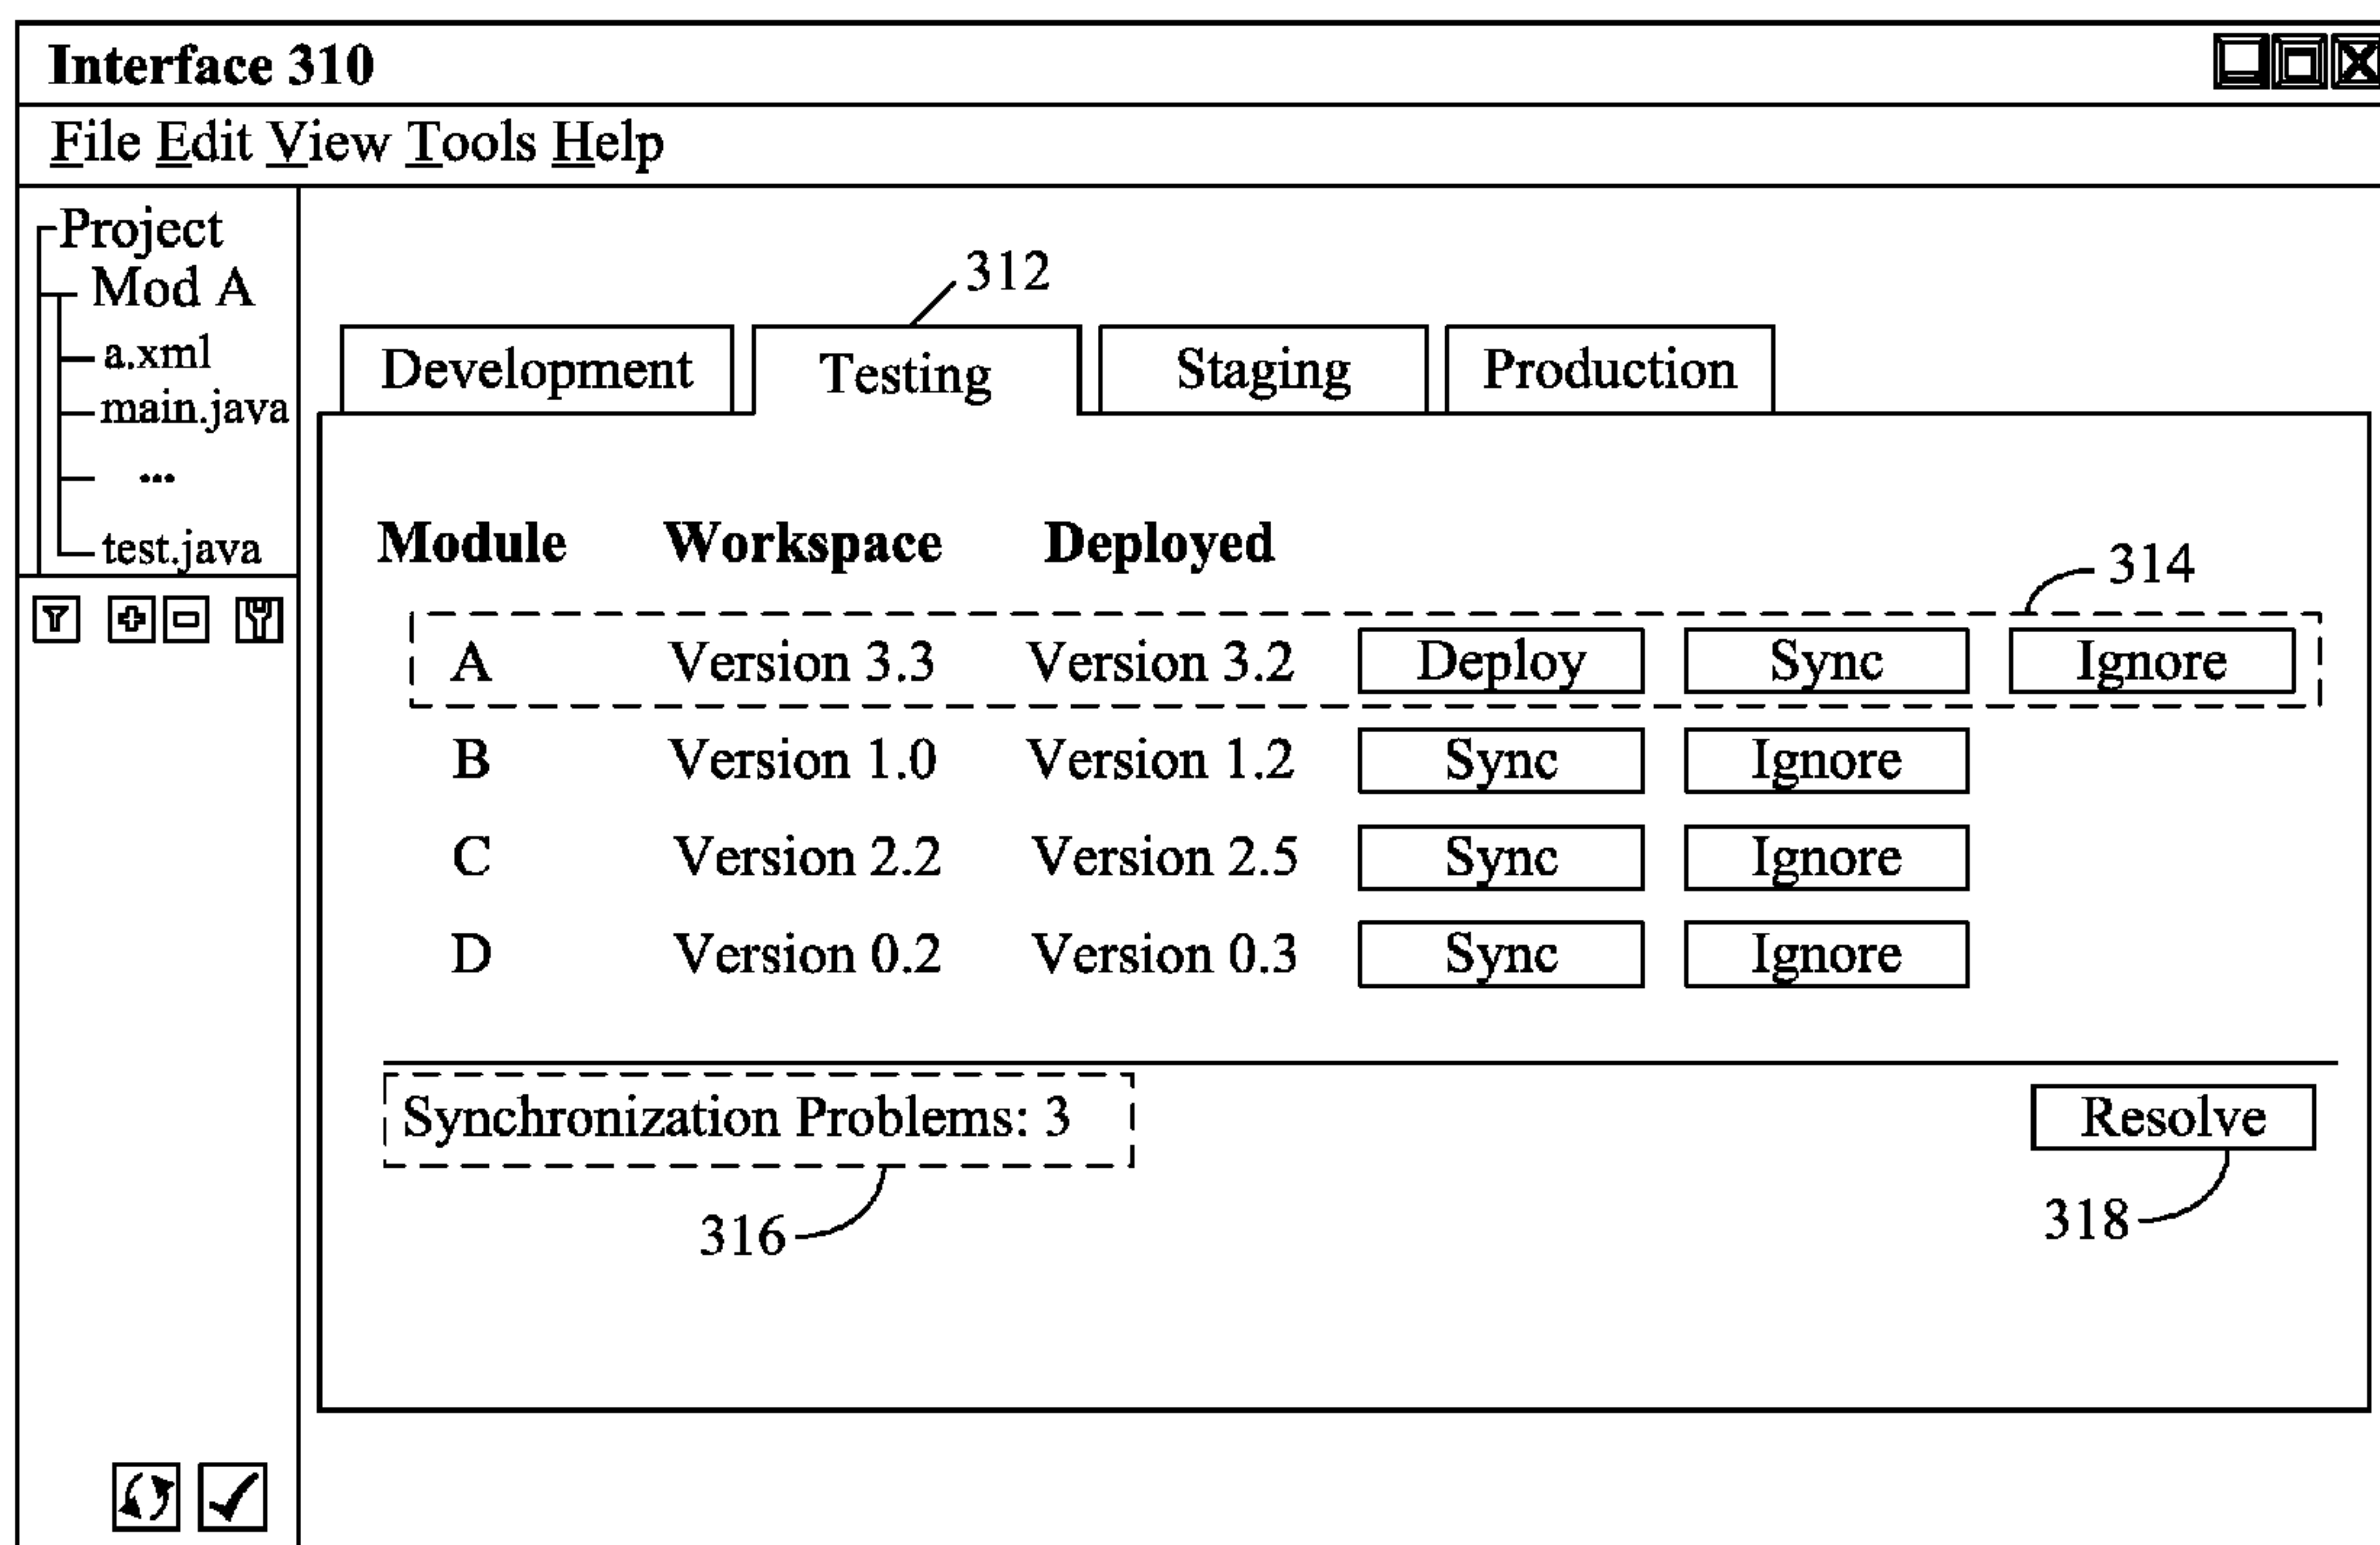 Interface 310
File Edit View Tools Help
Project
Mod A
a.xml
main.java
...
test.java
312
Development Testing Staging Production
Module Workspace Deployed
314
A Version 3.3 Version 3.2 Deploy Sync Ignore
B Version 1.0 Version 1.2 Sync Ignore
C Version 2.2 Version 2.5 Sync Ignore
D Version 0.2 Version 0.3 Sync Ignore
Synchronization Problems: 3 Resolve
316 318